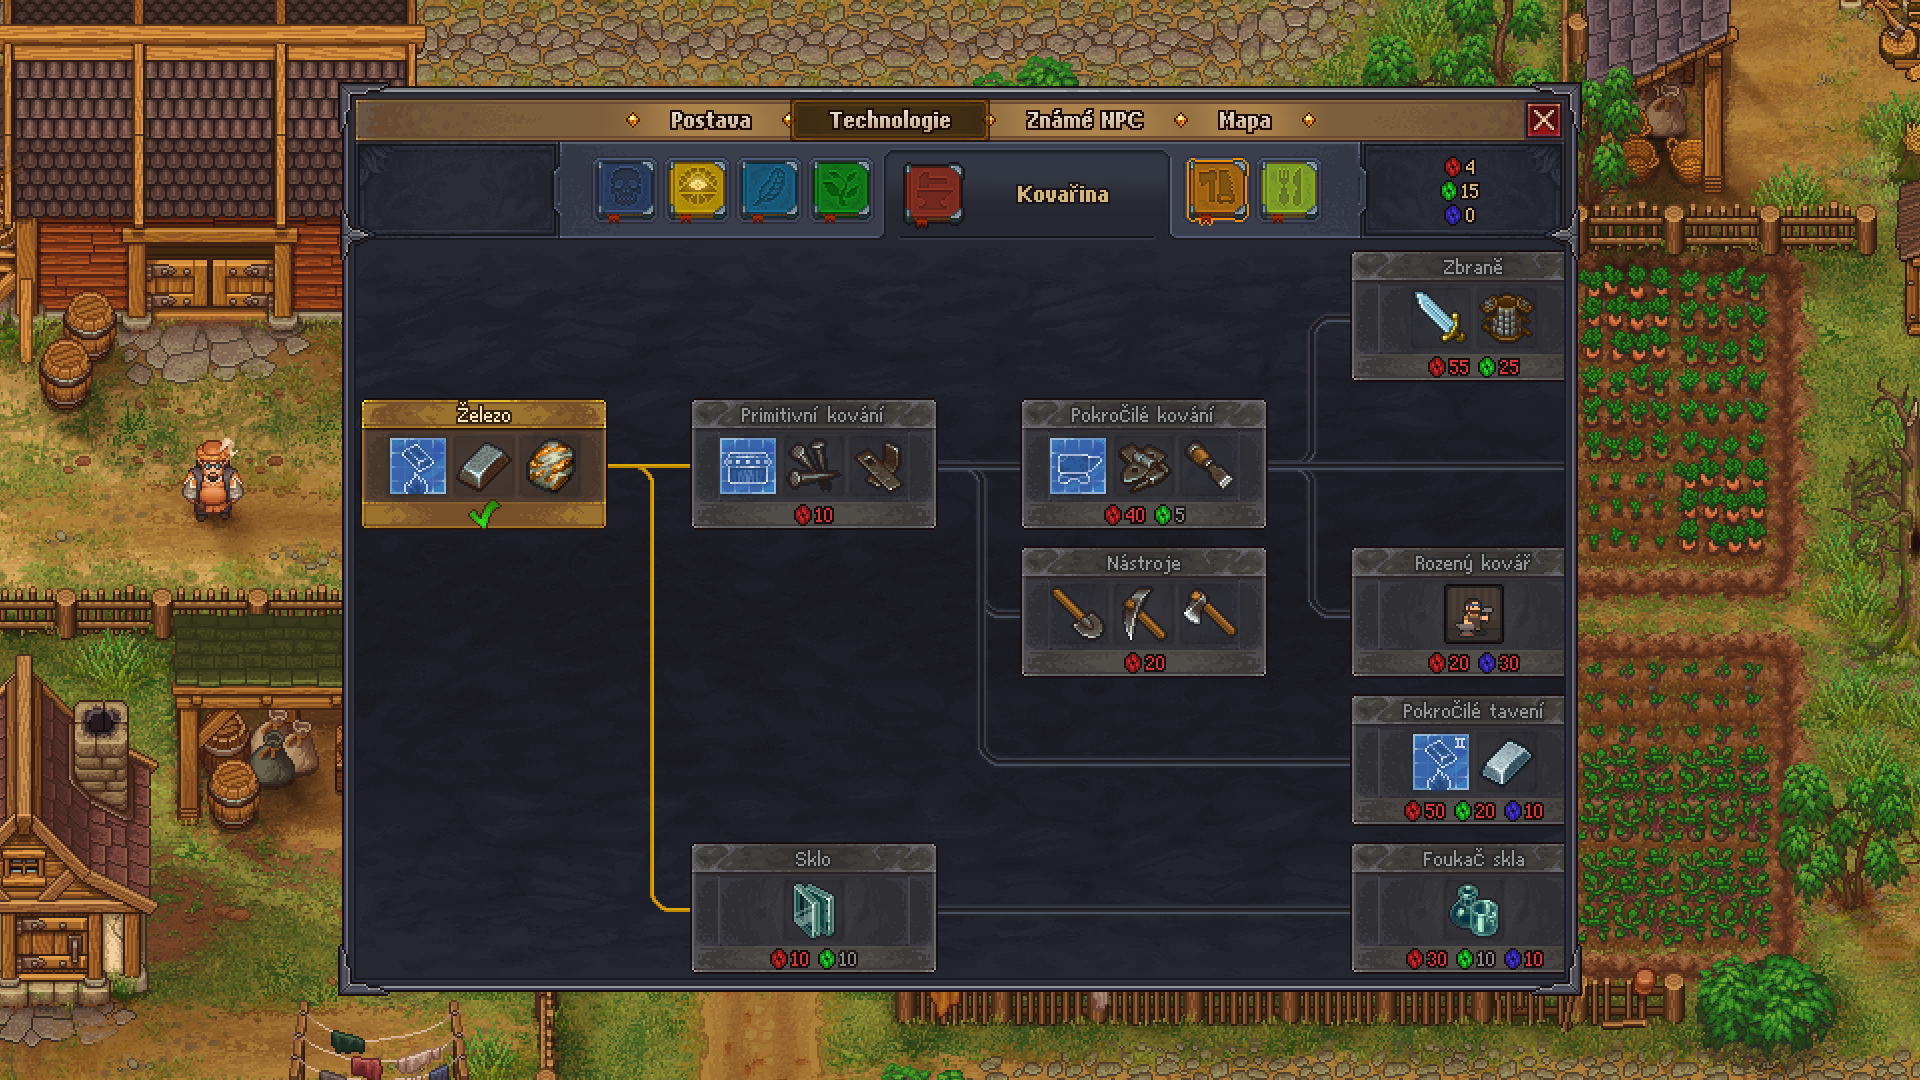 Postava
Technologie
Známé NPC
Mapa
Kovařina
4
15
0
Zbraně
55 25
Železo
Primitivní kování
10
Pokročilé kování
40 5
Nástroje
20
Rozený kovář
20 30
Pokročilé tavení
II
50 20 10
Sklo
10 10
Foukač skla
30 10 10